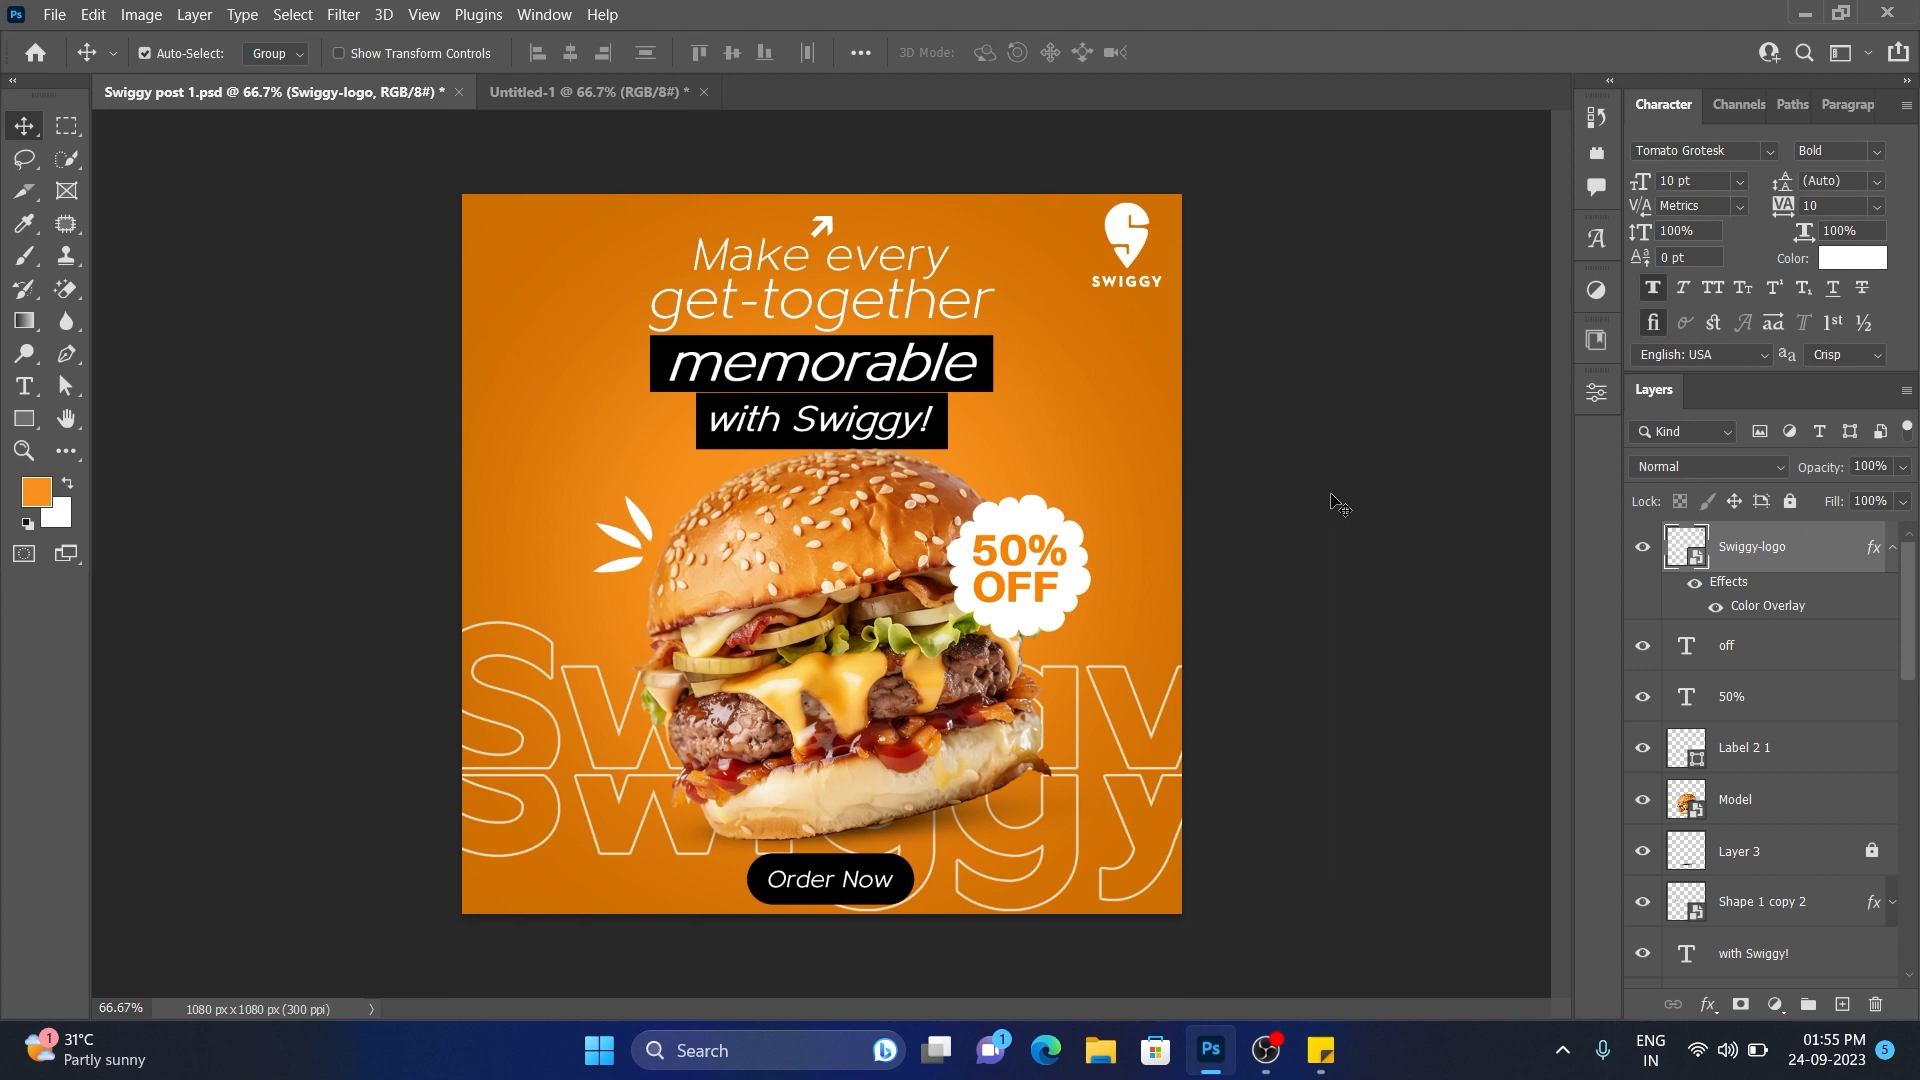 File Edit Image Layer Type Select Filter 3D View Plugins Window Help
Auto-Select: Group Show Transform Controls 3D Mode:
Swiggy post 1.psd @ 66.7% (Swiggy-logo, RGB/8#) *
Untitled-1 @ 66.7% (RGB/8#) *
Make every
get-together
memorable
with Swiggy!
SWIGGY
50%
OFF
Swiggy
Swiggy
Order Now
Character Channels Paths Paragrap
Tomato Grotesk Bold
10 pt (Auto)
Metrics 10
100% 100%
0 pt Color:
English: USA Crisp
Layers
Kind
Normal Opacity: 100%
Lock: Fill: 100%
Swiggy-logo fx
Effects
Color Overlay
off
50%
Label 2 1
Model
Layer 3
Shape 1 copy 2 fx
with Swiggy!
66.67% 1080 px x 1080 px (300 ppi)
1 31°C
Partly sunny
Search
1
Ps
ENG
IN
01:55 PM
24-09-2023
5